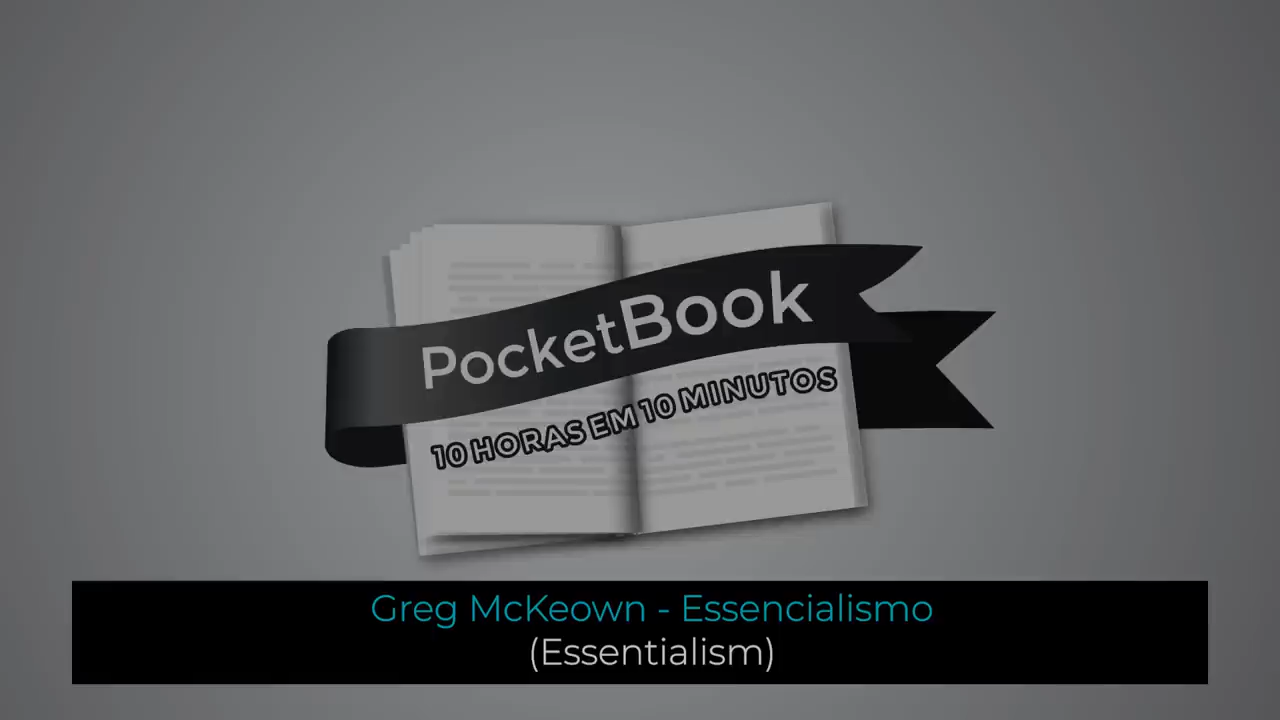 PocketBook
10 HORAS EM 10 MINUTOS
Greg McKeown - Essencialismo
(Essentialism)